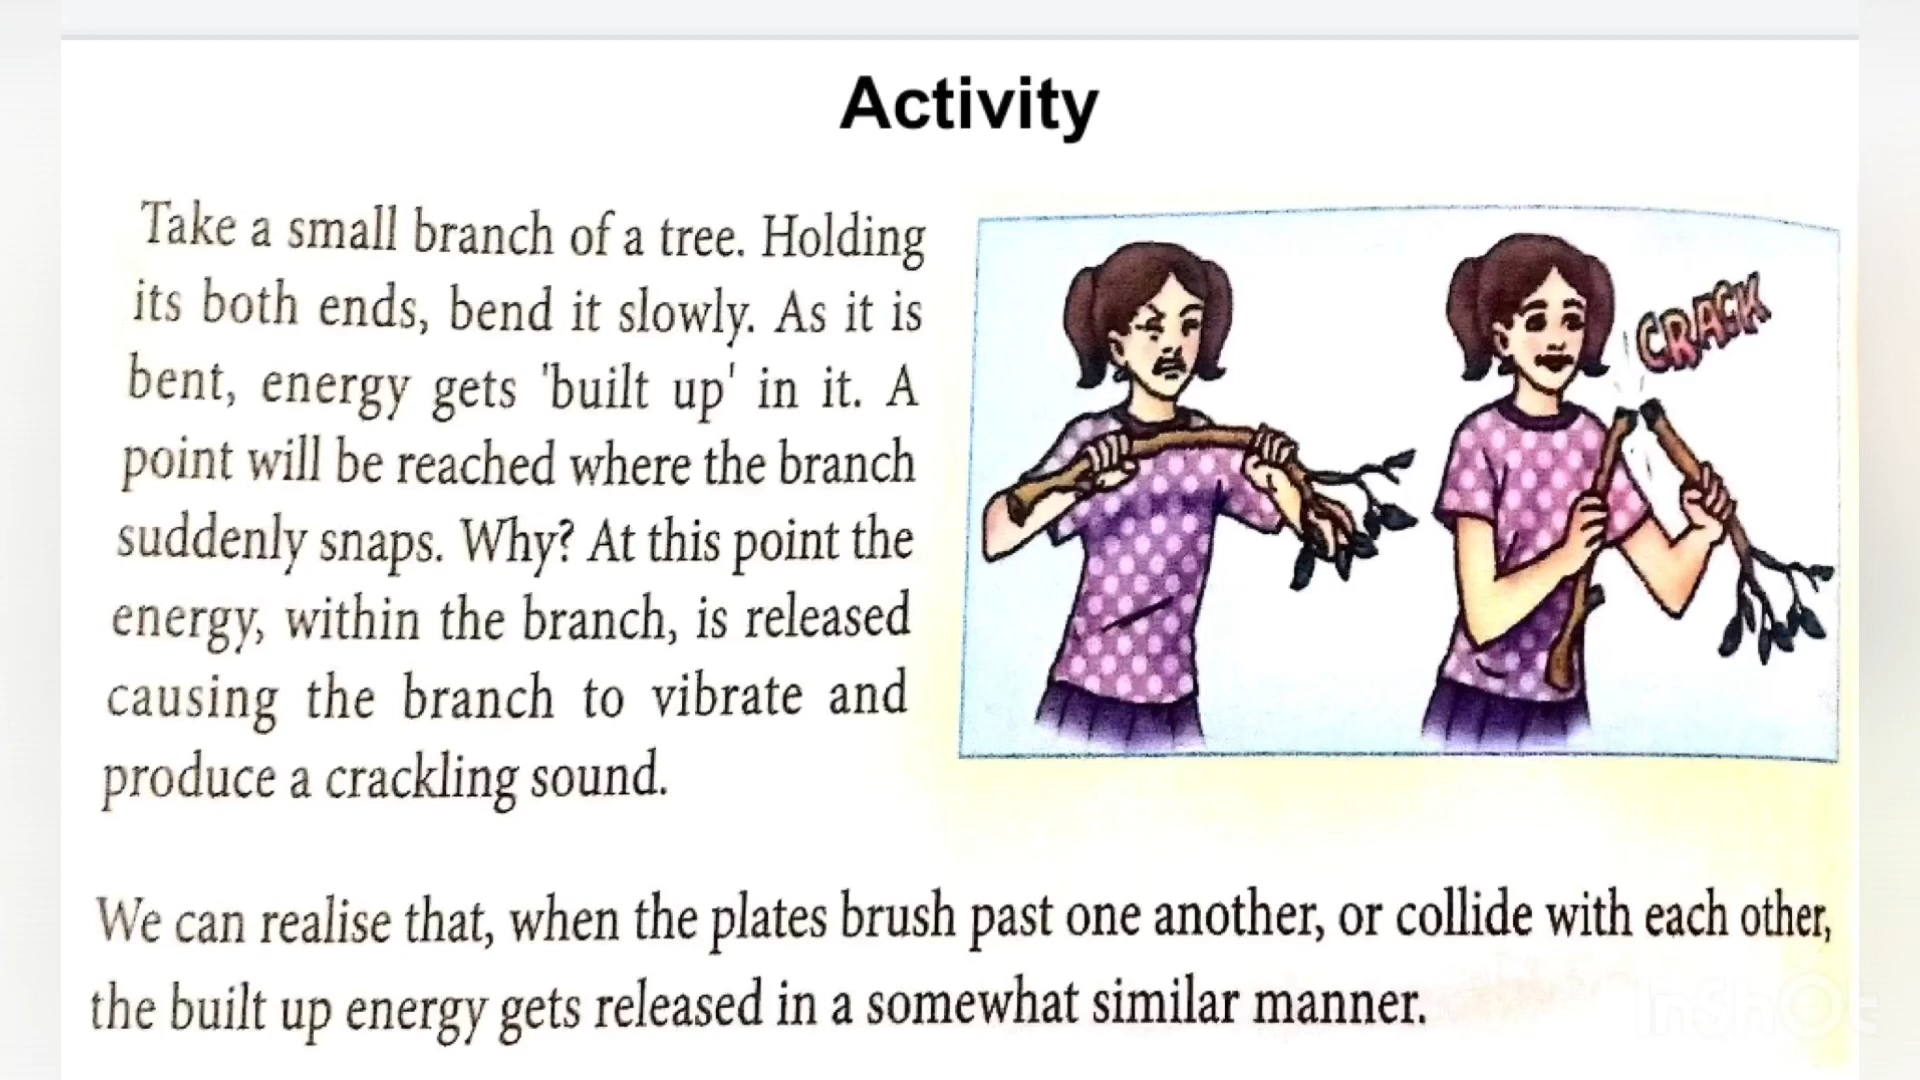 Activity
Take a small branch of a tree. Holding
its both ends, bend it slowly. As it is
bent, energy gets 'built up' in it. A
point will be reached where the branch
suddenly snaps. Why? At this point the
energy, within the branch, is released
causing the branch to vibrate and
produce a crackling sound.
CRACK
We can realise that, when the plates brush past one another, or collide with each other,
the built up energy gets released in a somewhat similar manner.
InShOt